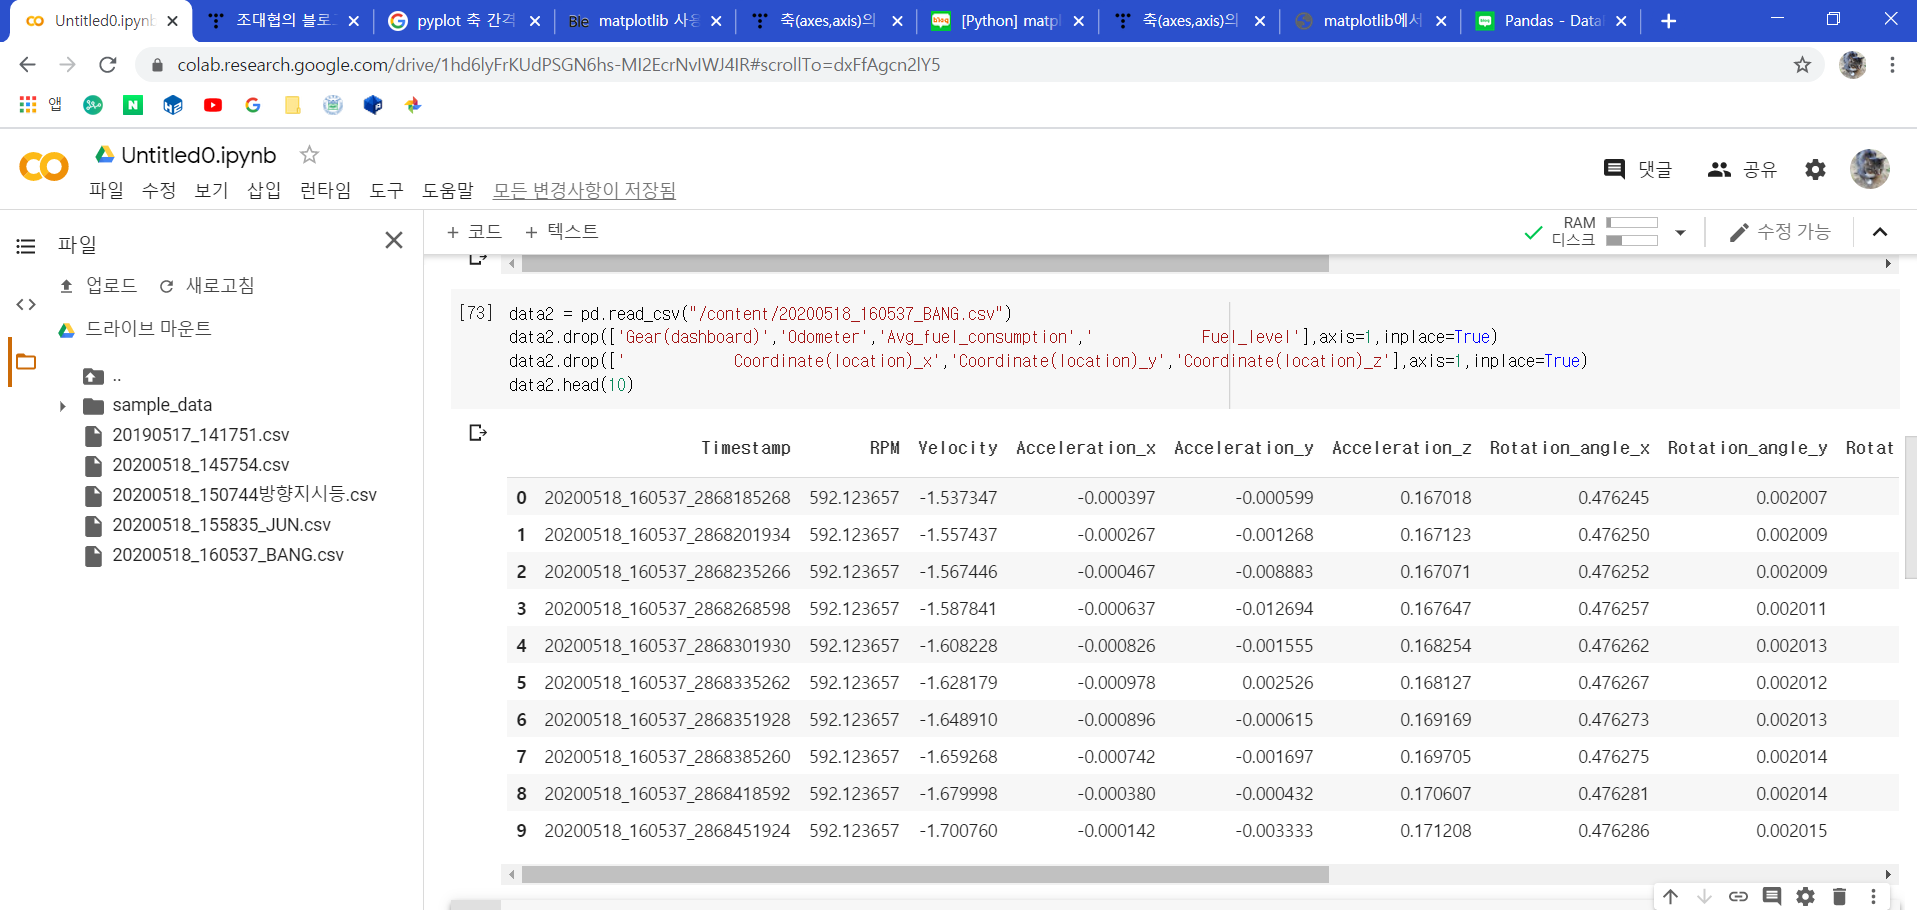 Untitled0.ipynb
조대협의 블로그
pyplot 축 간격
Ble matplotlib 사용
축(axes,axis)의
blog [Python] matpl
축(axes,axis)의
matplotlib에서
Pandas - Data
colab.research.google.com/drive/1hd6lyFrKUdPSGN6hs-MI2EcrNvIWJ4IR#scrollTo=dxFfAgcn2lY5
앱
Untitled0.ipynb
댓글 공유
파일 수정 보기 삽입 런타임 도구 도움말 모든 변경사항이 저장됨
파일
+ 코드 + 텍스트
RAM
디스크
수정 가능
업로드 새로고침
드라이브 마운트
..
sample_data
20190517_141751.csv
20200518_145754.csv
20200518_150744방향지시등.csv
20200518_155835_JUN.csv
20200518_160537_BANG.csv
[73] data2 = pd.read_csv("/content/20200518_160537_BANG.csv")
data2.drop(['Gear(dashboard)','Odometer','Avg_fuel_consumption',' Fuel_level'],axis=1,inplace=True)
data2.drop([' Coordinate(location)_x','Coordinate(location)_y','Coordinate(location)_z'],axis=1,inplace=True)
data2.head(10)
Timestamp RPM Velocity Acceleration_x Acceleration_y Acceleration_z Rotation_angle_x Rotation_angle_y Rotat
0 20200518_160537_2868185268 592.123657 -1.537347 -0.000397 -0.000599 0.167018 0.476245 0.002007
1 20200518_160537_2868201934 592.123657 -1.557437 -0.000267 -0.001268 0.167123 0.476250 0.002009
2 20200518_160537_2868235266 592.123657 -1.567446 -0.000467 -0.008883 0.167071 0.476252 0.002009
3 20200518_160537_2868268598 592.123657 -1.587841 -0.000637 -0.012694 0.167647 0.476257 0.002011
4 20200518_160537_2868301930 592.123657 -1.608228 -0.000826 -0.001555 0.168254 0.476262 0.002013
5 20200518_160537_2868335262 592.123657 -1.628179 -0.000978 0.002526 0.168127 0.476267 0.002012
6 20200518_160537_2868351928 592.123657 -1.648910 -0.000896 -0.000615 0.169169 0.476273 0.002013
7 20200518_160537_2868385260 592.123657 -1.659268 -0.000742 -0.001697 0.169705 0.476275 0.002014
8 20200518_160537_2868418592 592.123657 -1.679998 -0.000380 -0.000432 0.170607 0.476281 0.002014
9 20200518_160537_2868451924 592.123657 -1.700760 -0.000142 -0.003333 0.171208 0.476286 0.002015